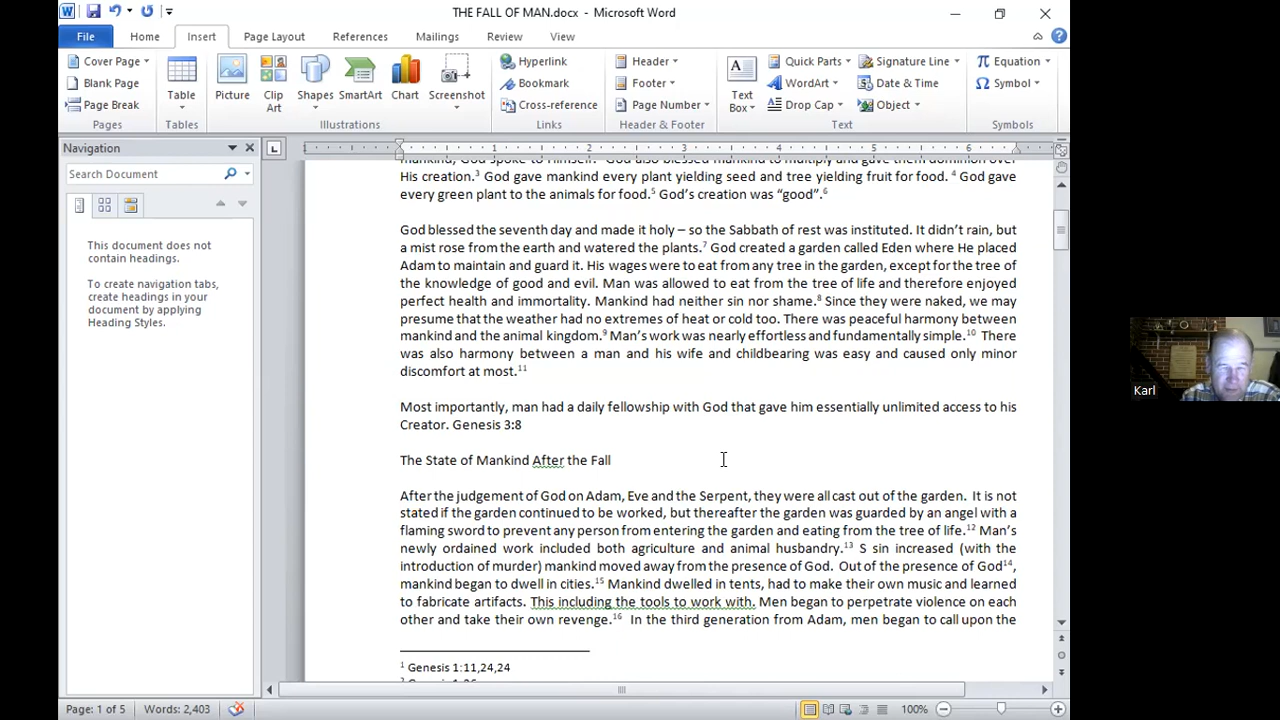 THE FALL OF MAN.docx - Microsoft Word
File Home Insert Page Layout References Mailings Review View
Cover Page
Blank Page
Page Break
Pages
Table
Tables
Picture
Clip Art
Shapes
SmartArt
Chart
Screenshot
Illustrations
Hyperlink
Bookmark
Cross-reference
Links
Header
Footer
Page Number
Header & Footer
Text Box
Quick Parts
WordArt
Drop Cap
Signature Line
Date & Time
Object
Text
Equation
Symbol
Symbols
Navigation
Search Document
This document does not
contain headings.
To create navigation tabs,
create headings in your
document by applying
Heading Styles.
1 2 3 4 5 6
mankind, God spoke to Himself. God also blessed mankind to multiply and gave them dominion over
His creation.3 God gave mankind every plant yielding seed and tree yielding fruit for food. 4 God gave
every green plant to the animals for food.5 God's creation was “good”.6
God blessed the seventh day and made it holy – so the Sabbath of rest was instituted. It didn't rain, but
a mist rose from the earth and watered the plants.7 God created a garden called Eden where He placed
Adam to maintain and guard it. His wages were to eat from any tree in the garden, except for the tree of
the knowledge of good and evil. Man was allowed to eat from the tree of life and therefore enjoyed
perfect health and immortality. Mankind had neither sin nor shame.8 Since they were naked, we may
presume that the weather had no extremes of heat or cold too. There was peaceful harmony between
mankind and the animal kingdom.9 Man's work was nearly effortless and fundamentally simple.10 There
was also harmony between a man and his wife and childbearing was easy and caused only minor
discomfort at most.11
Most importantly, man had a daily fellowship with God that gave him essentially unlimited access to his
Creator. Genesis 3:8
The State of Mankind After the Fall
After the judgement of God on Adam, Eve and the Serpent, they were all cast out of the garden. It is not
stated if the garden continued to be worked, but thereafter the garden was guarded by an angel with a
flaming sword to prevent any person from entering the garden and eating from the tree of life.12 Man's
newly ordained work included both agriculture and animal husbandry.13 S sin increased (with the
introduction of murder) mankind moved away from the presence of God. Out of the presence of God14,
mankind began to dwell in cities.15 Mankind dwelled in tents, had to make their own music and learned
to fabricate artifacts. This including the tools to work with. Men began to perpetrate violence on each
other and take their own revenge.16 In the third generation from Adam, men began to call upon the
1 Genesis 1:11,24,24
Page: 1 of 5 Words: 2,403 100%
Karl